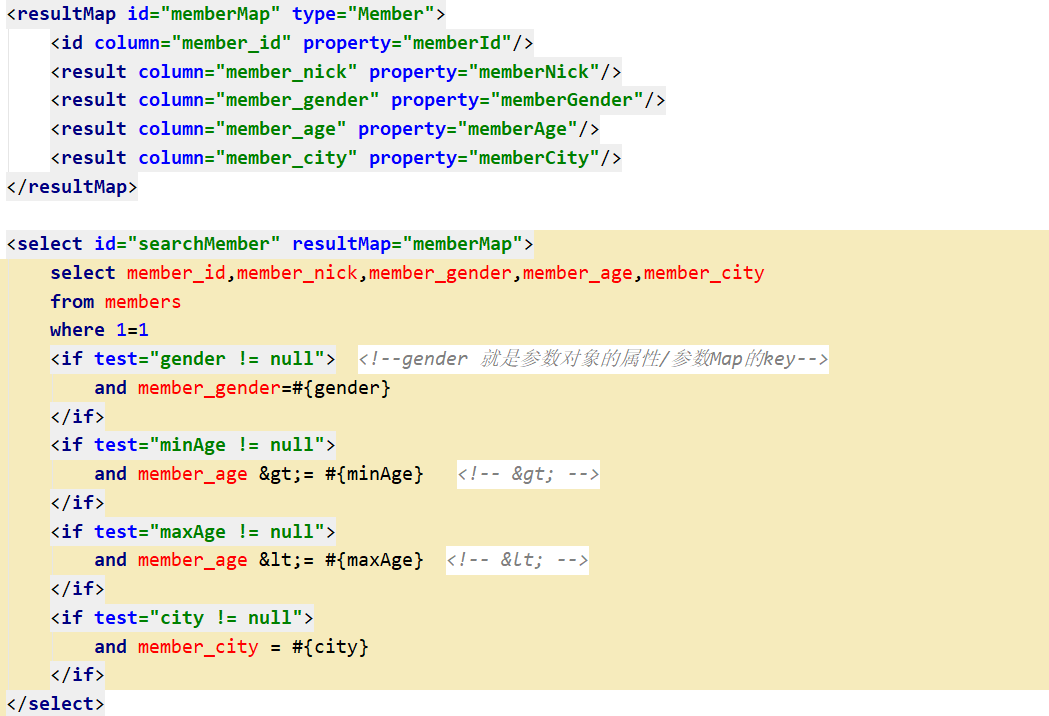 <resultMap id="memberMap" type="Member">
    <id column="member_id" property="memberId"/>
    <result column="member_nick" property="memberNick"/>
    <result column="member_gender" property="memberGender"/>
    <result column="member_age" property="memberAge"/>
    <result column="member_city" property="memberCity"/>
</resultMap>

<select id="searchMember" resultMap="memberMap">
    select member_id,member_nick,member_gender,member_age,member_city
    from members
    where 1=1
    <if test="gender != null">  <!--gender 就是参数对象的属性/参数Map的key-->
        and member_gender=#{gender}
    </if>
    <if test="minAge != null">
        and member_age &gt;= #{minAge}   <!-- &gt; -->
    </if>
    <if test="maxAge != null">
        and member_age &lt;= #{maxAge}  <!-- &lt; -->
    </if>
    <if test="city != null">
        and member_city = #{city}
    </if>
</select>